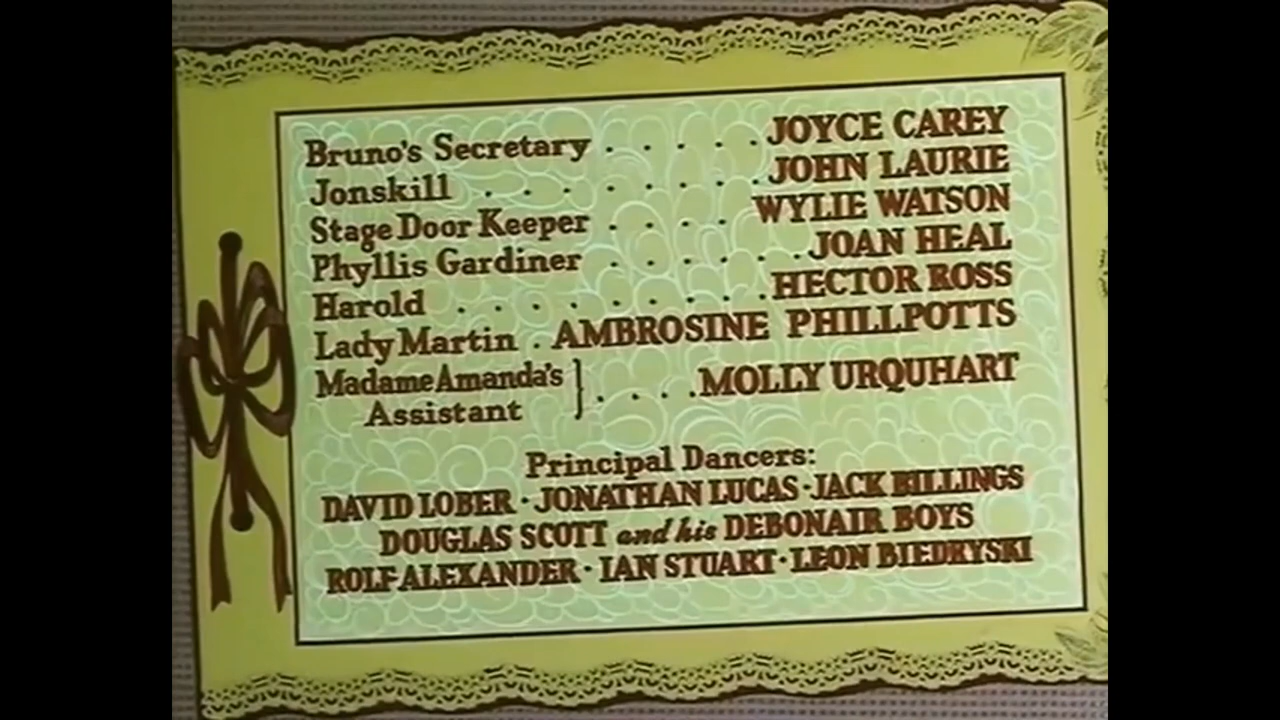 Bruno's Secretary . . . . . JOYCE CAREY
Jonskill . . . . . . . . JOHN LAURIE
Stage Door Keeper . . . . WYLIE WATSON
Phyllis Gardiner . . . . . . JOAN HEAL
Harold . . . . . . . . . HECTOR ROSS
Lady Martin . AMBROSINE PHILLPOTTS
Madame Amanda's
Assistant } . . . . MOLLY URQUHART
Principal Dancers:
DAVID LOBER · JONATHAN LUCAS · JACK BILLINGS
DOUGLAS SCOTT and his DEBONAIR BOYS
ROLF ALEXANDER · IAN STUART · LEON BIEDRYSKI